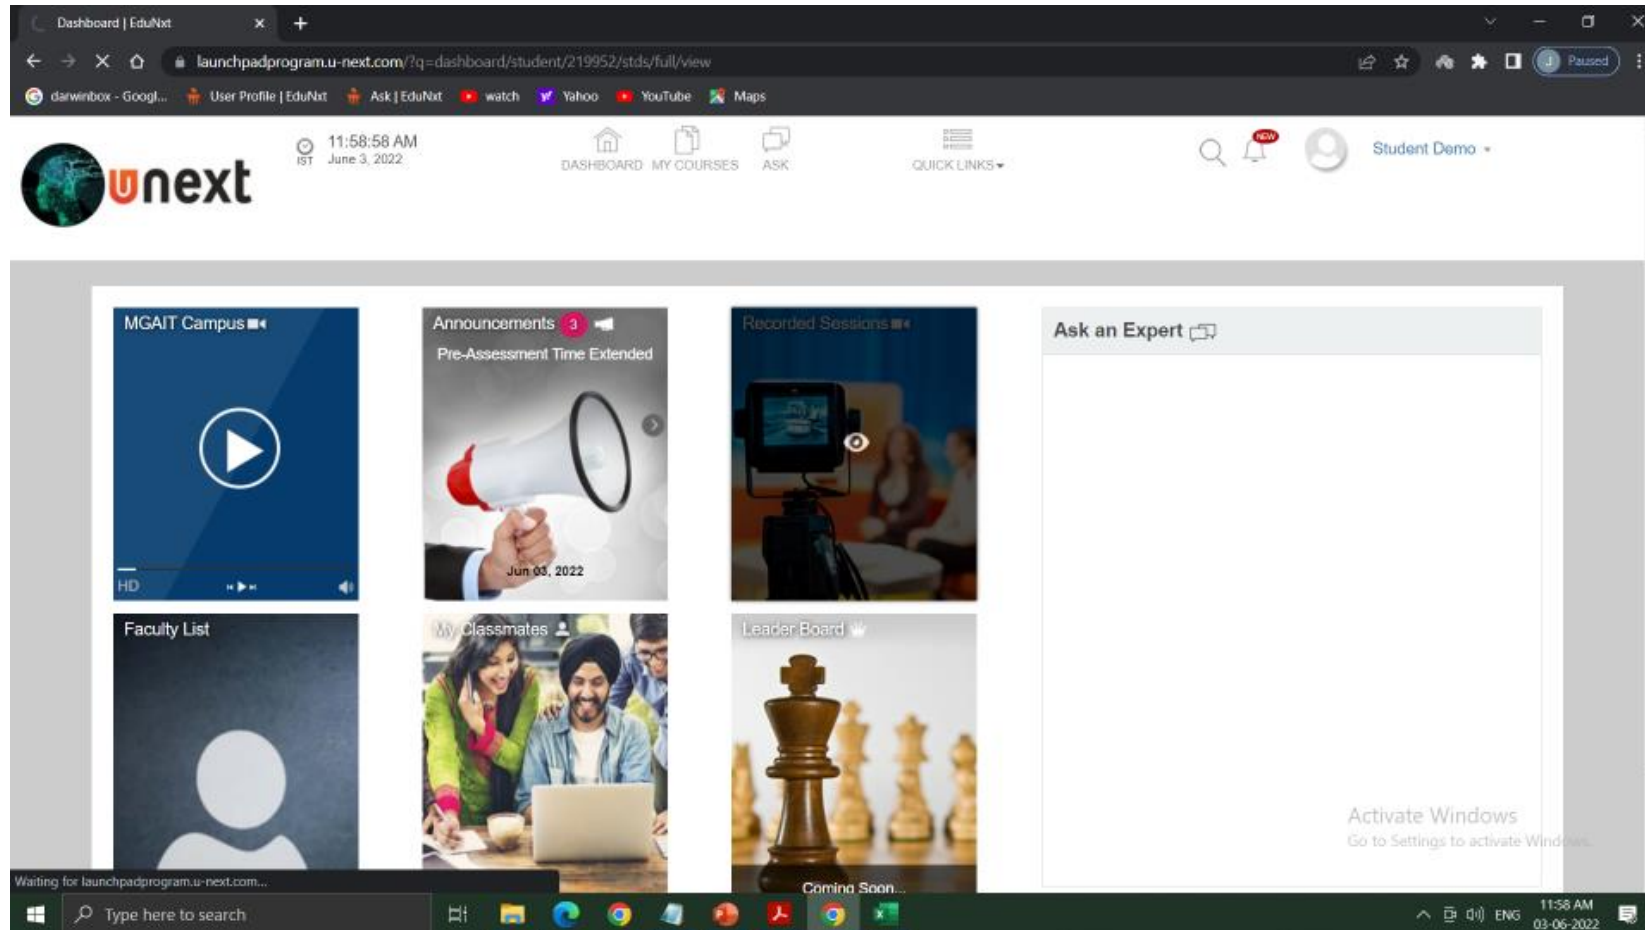 Dashboard | EduNxt
launchpadprogram.u-next.com/?q=dashboard/student/219952/stds/full/view
J Paused
darwinbox - Googl... User Profile | EduNxt Ask | EduNxt watch Yahoo YouTube Maps
unext
11:58:58 AM
IST June 3, 2022
DASHBOARD MY COURSES ASK QUICK LINKS
NEW
Student Demo
MGAIT Campus
HD
Announcements 3
Pre-Assessment Time Extended
Jun 03, 2022
Recorded Sessions
Ask an Expert
Faculty List
My Classmates
Leader Board
Coming Soon...
Activate Windows
Go to Settings to activate Windows.
Waiting for launchpadprogram.u-next.com...
Type here to search
ENG
11:58 AM
03-06-2022